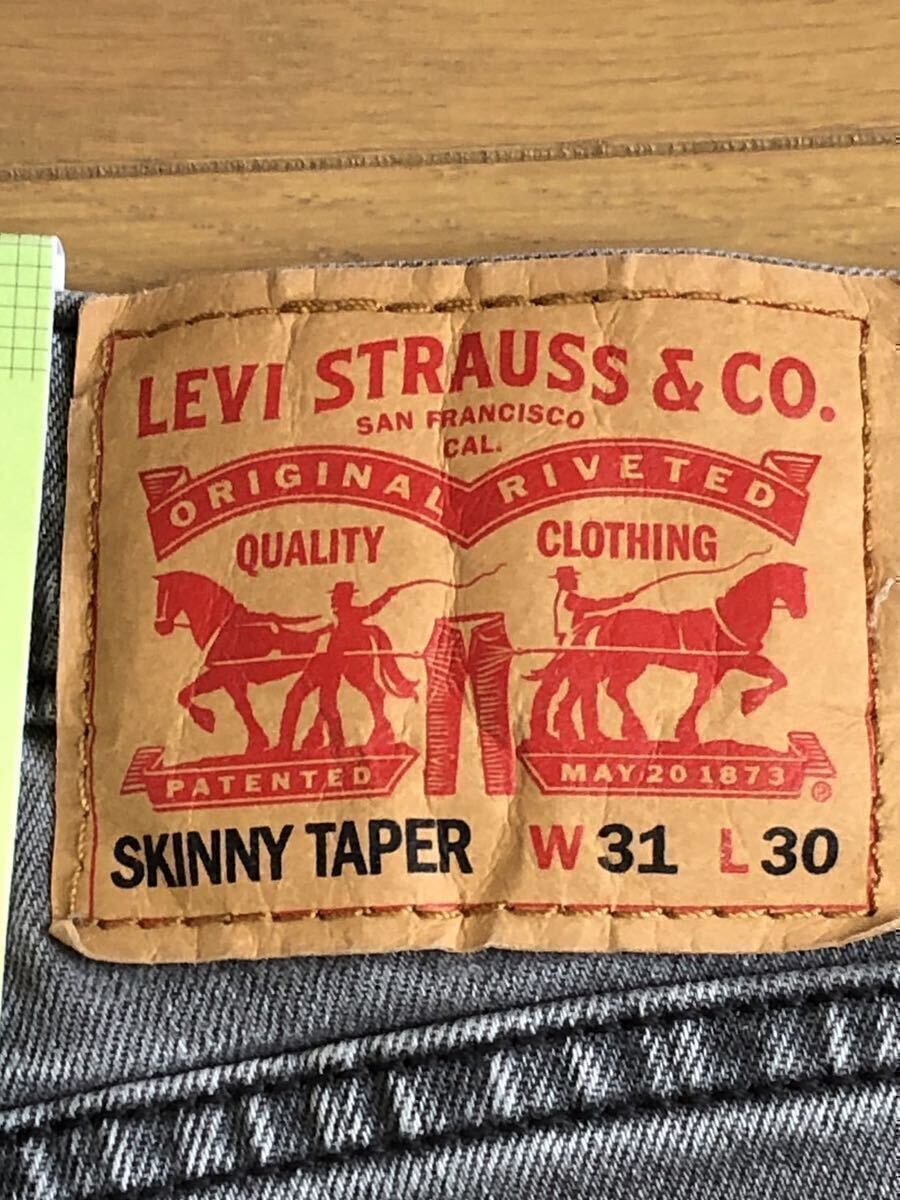 LEVI STRAUSS & CO.
SAN FRANCISCO
CAL.
ORIGINAL RIVETED
QUALITY CLOTHING
PATENTED MAY 20 1873 ®
SKINNY TAPER W 31 L 30